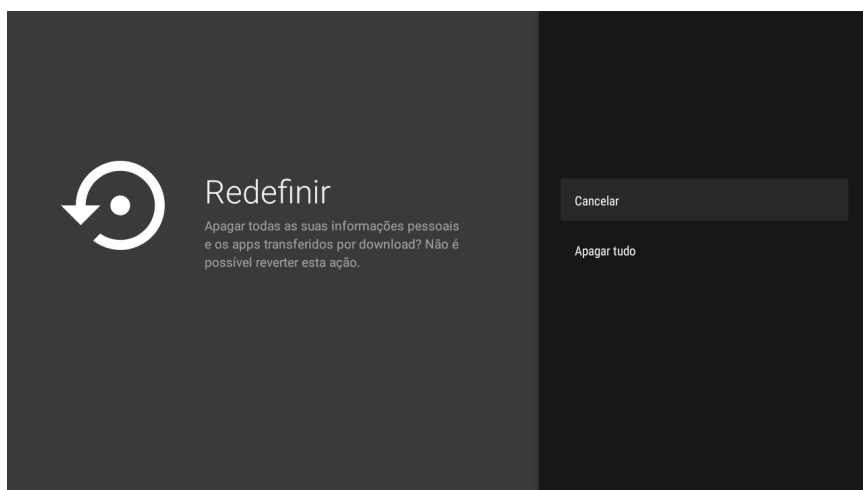 Redefinir
Apagar todas as suas informações pessoais
e os apps transferidos por download? Não é
possível reverter esta ação.
Cancelar
Apagar tudo